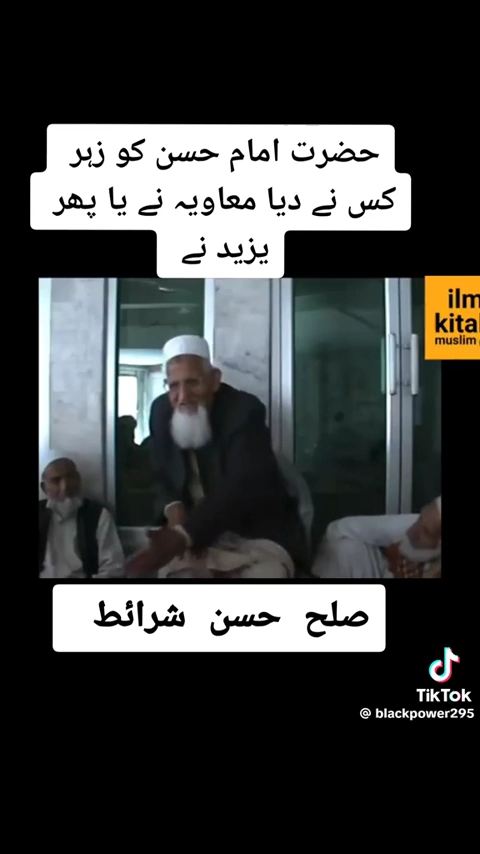 حضرت امام حسن کو زہر
کس نے دیا معاویہ نے یا پھر
یزید نے
ilm
kita
muslim
صلح حسن شرائط
TikTok
@ blackpower295